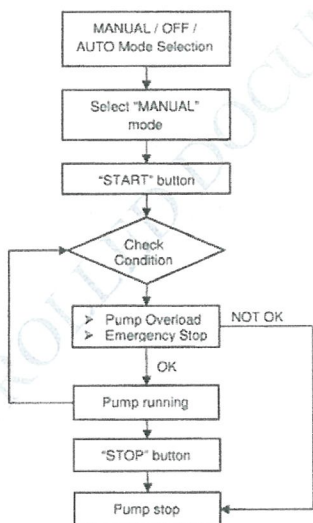 MANUAL / OFF /
AUTO Mode Selection
Select "MANUAL"
mode
"START" button
Check
Condition
➤ Pump Overload
➤ Emergency Stop
NOT OK
OK
Pump running
"STOP" button
Pump stop